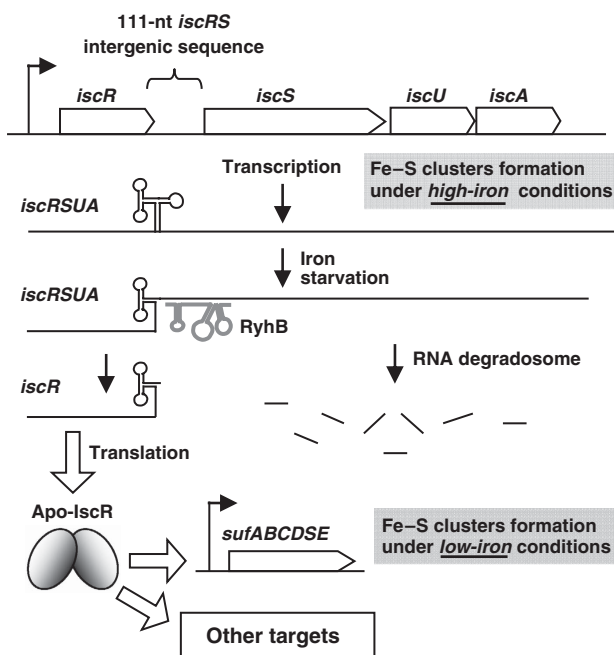 111-nt iscRS
intergenic sequence
iscR
iscS
iscU
iscA
Transcription
Fe–S clusters formation
under high-iron conditions
iscRSUA
Iron
starvation
iscRSUA
RyhB
RNA degradosome
iscR
Translation
Apo-IscR
sufABCDSE
Fe–S clusters formation
under low-iron conditions
Other targets